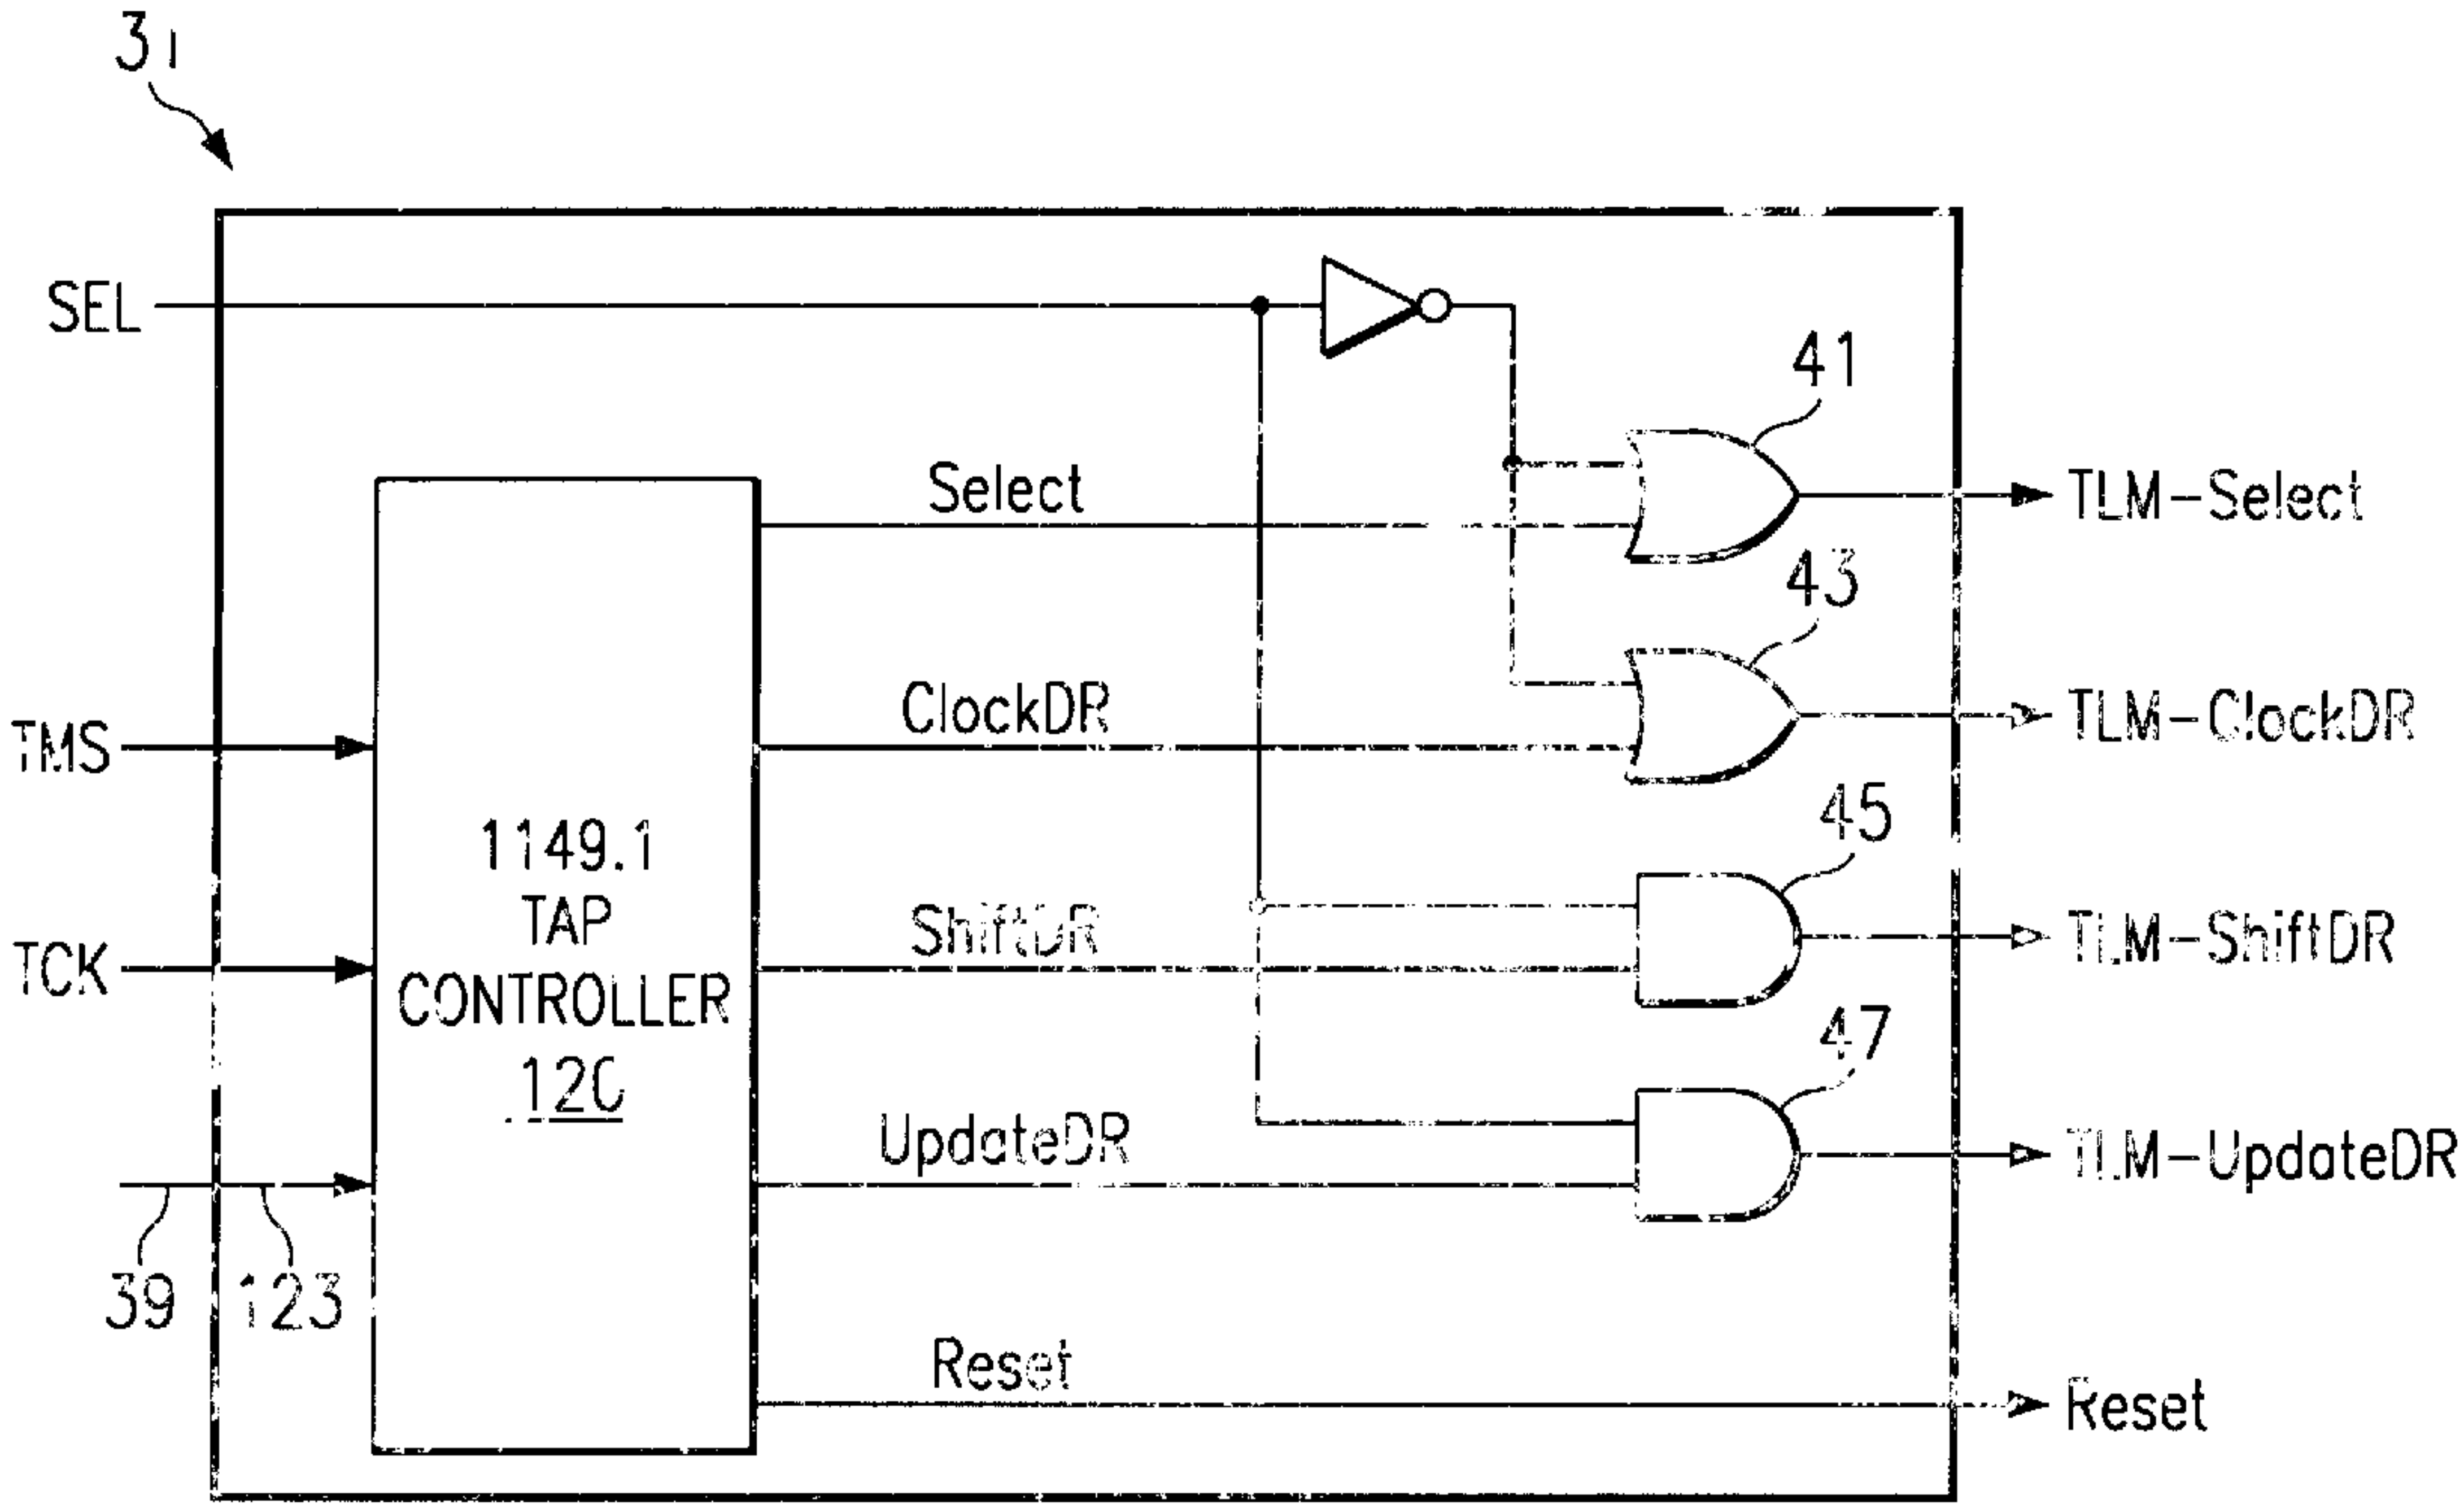 31
SEL
41
Select
TLM-Select
43
ClockDR
TLM-ClockDR
TMS
1149.1
TAP
CONTROLLER
120
45
ShiftDR
TLM-ShiftDR
TCK
47
UpdateDR
TLM-UpdateDR
39
123
Reset
Reset